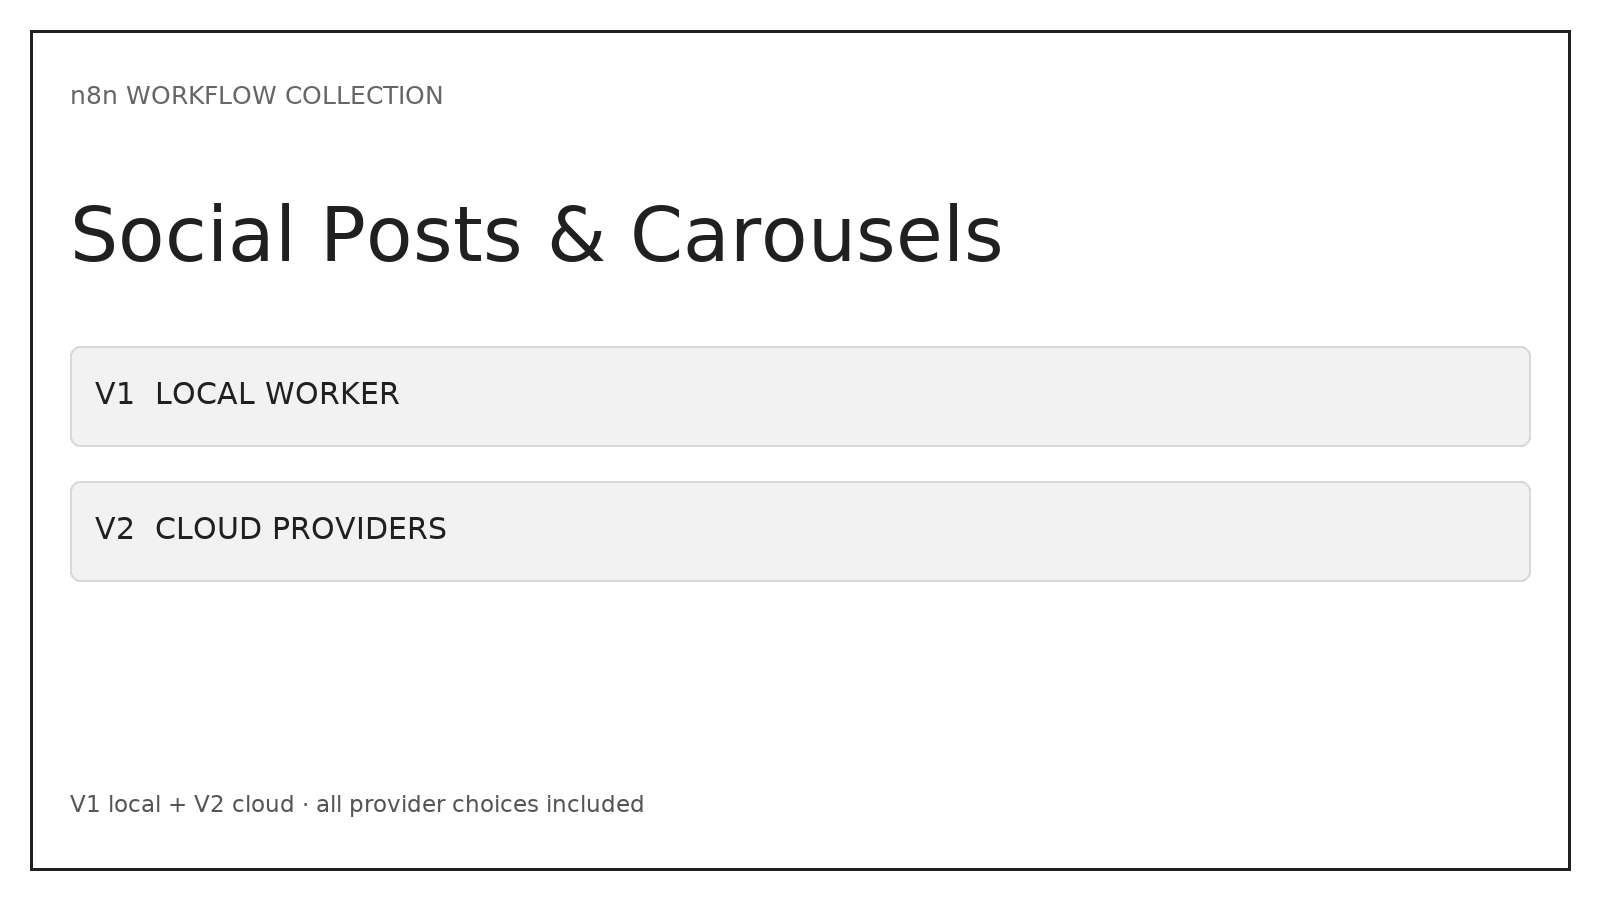 n8n WORKFLOW COLLECTION
Social Posts & Carousels
V1 LOCAL WORKER
V2 CLOUD PROVIDERS
V1 local + V2 cloud · all provider choices included